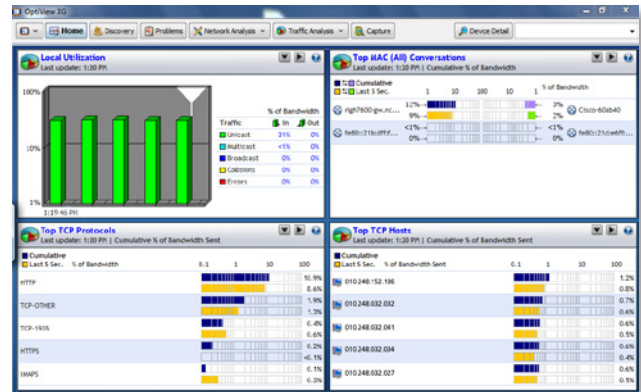 OptiView XG
Home Discovery Problems Network Analysis Traffic Analysis Capture Device Detail
Local Utilization
Last update: 1:20 PM
100%
10%
1%
1:19:46 PM
% of Bandwidth
Traffic In Out
Unicast 31% 0%
Multicast <1% 0%
Broadcast 0% 0%
Collisions 0% 0%
Errors 0% 0%
Top MAC (All) Conversations
Last update: 1:20 PM | Cumulative % of Bandwidth
Cumulative
Last 5 Sec. 1 10 100 10 1 % of Bandwidth
12% 3%
9% 2%
<1% <1%
0% 0%
Top TCP Protocols
Last update: 1:20 PM | Cumulative % of Bandwidth Sent
Cumulative
Last 5 Sec. % of Bandwidth 0.1 1 10 100
HTTP 10.9%
8.6%
TCP-OTHER 1.9%
1.3%
TCP-1935 0.4%
0.6%
HTTPS 0.2%
<0.1%
IMAPS 0.1%
0.3%
Top TCP Hosts
Last update: 1:20 PM | Cumulative % of Bandwidth Sent
Cumulative
Last 5 Sec. % of Bandwidth Sent 0.1 1 10 100
010.248.152.186 1.2%
0.8%
010.248.032.032 0.7%
0.6%
010.248.032.041 0.6%
0.5%
010.248.032.034 0.6%
0.4%
010.248.032.027 0.6%
0.5%